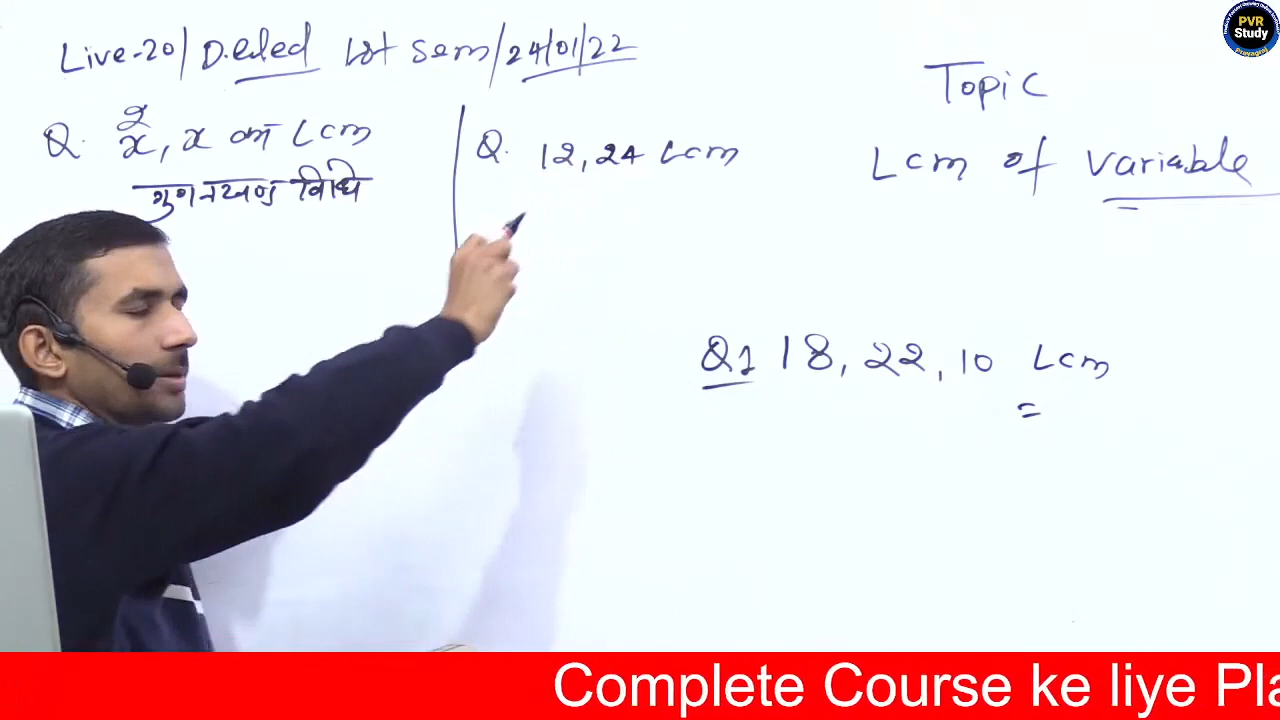 Live-20/ D.eled 1st Sem/24/01/22
Topic
Lcm of variable
Q. x², x का Lcm
गुणनखण्ड विधि
Q. 12, 24 Lcm
Q1 18, 22, 10 Lcm
=
PVR
Study
Prayagraj
Complete Course ke liye Pla